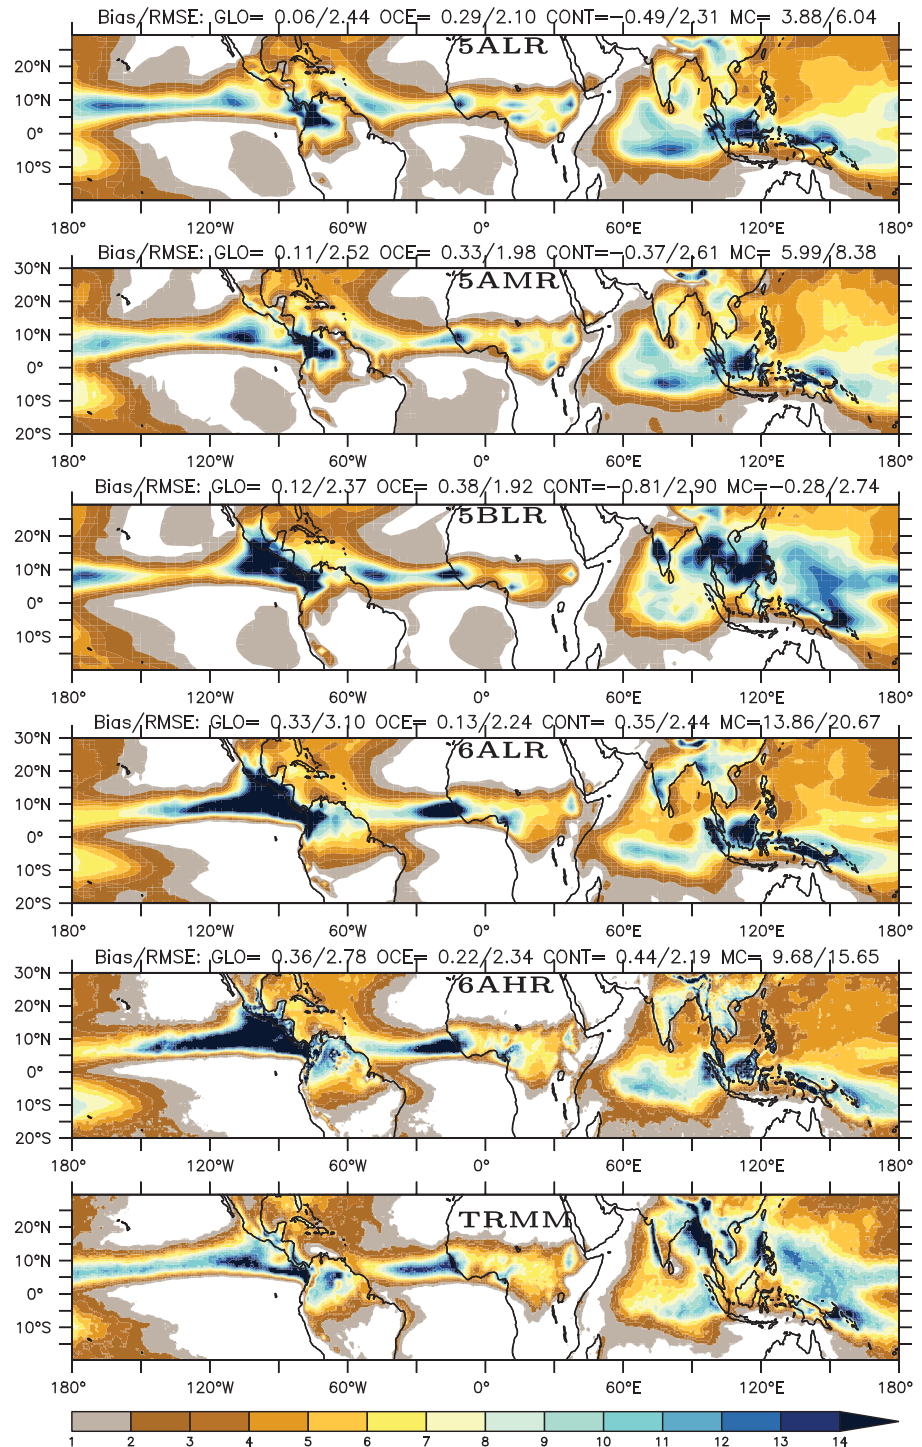 Bias/RMSE: GLO= 0.06/2.44 OCE= 0.29/2.10 CONT=−0.49/2.31 MC= 3.88/6.04
5ALR
20°N
10°N
0°
10°S
180° 120°W 60°W 0° 60°E 120°E 180°
Bias/RMSE: GLO= 0.11/2.52 OCE= 0.33/1.98 CONT=−0.37/2.61 MC= 5.99/8.38
30°N
5AMR
20°N
10°N
0°
10°S
20°S
180° 120°W 60°W 0° 60°E 120°E 180°
Bias/RMSE: GLO= 0.12/2.37 OCE= 0.38/1.92 CONT=−0.81/2.90 MC=−0.28/2.74
5BLR
20°N
10°N
0°
10°S
180° 120°W 60°W 0° 60°E 120°E 180°
Bias/RMSE: GLO= 0.33/3.10 OCE= 0.13/2.24 CONT= 0.35/2.44 MC=13.86/20.67
30°N
6ALR
20°N
10°N
0°
10°S
20°S
180° 120°W 60°W 0° 60°E 120°E 180°
Bias/RMSE: GLO= 0.36/2.78 OCE= 0.22/2.34 CONT= 0.44/2.19 MC= 9.68/15.65
30°N
6AHR
20°N
10°N
0°
10°S
20°S
180° 120°W 60°W 0° 60°E 120°E 180°
TRMM
20°N
10°N
0°
10°S
180° 120°W 60°W 0° 60°E 120°E 180°
1 2 3 4 5 6 7 8 9 10 11 12 13 14